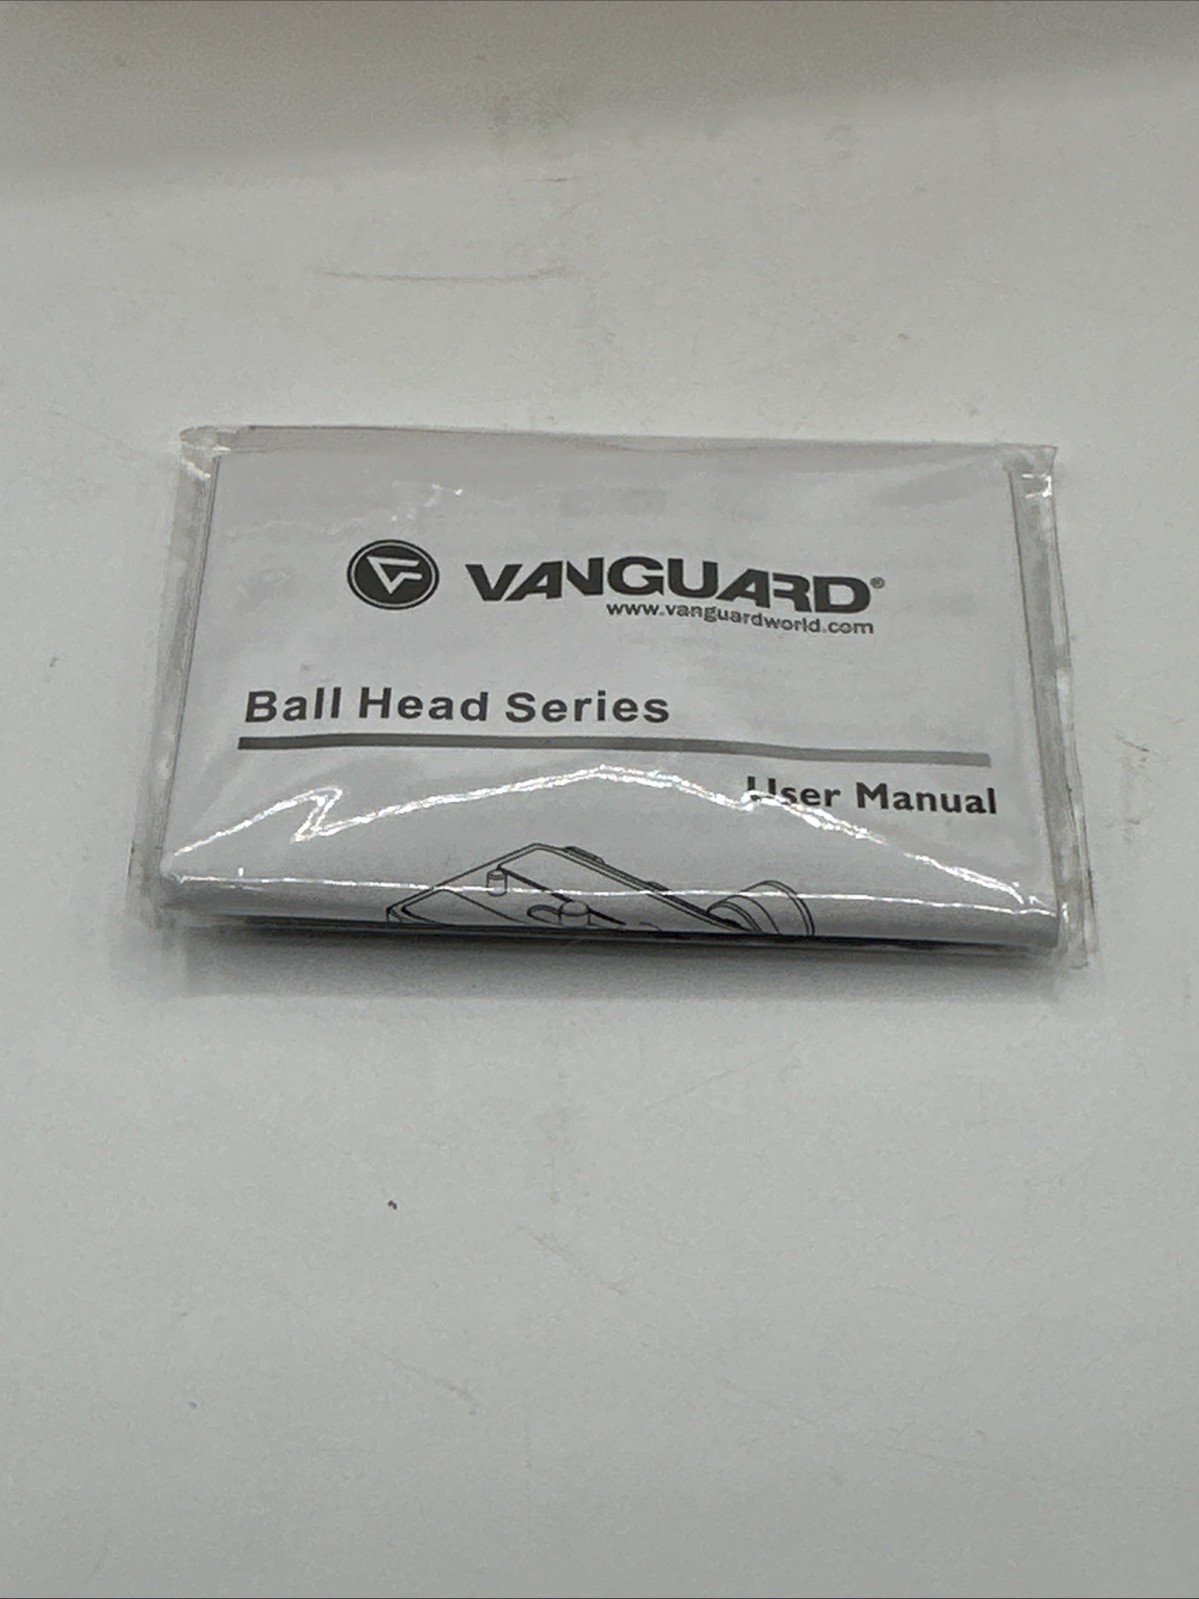 VANGUARD®
www.vanguardworld.com
Ball Head Series
User Manual